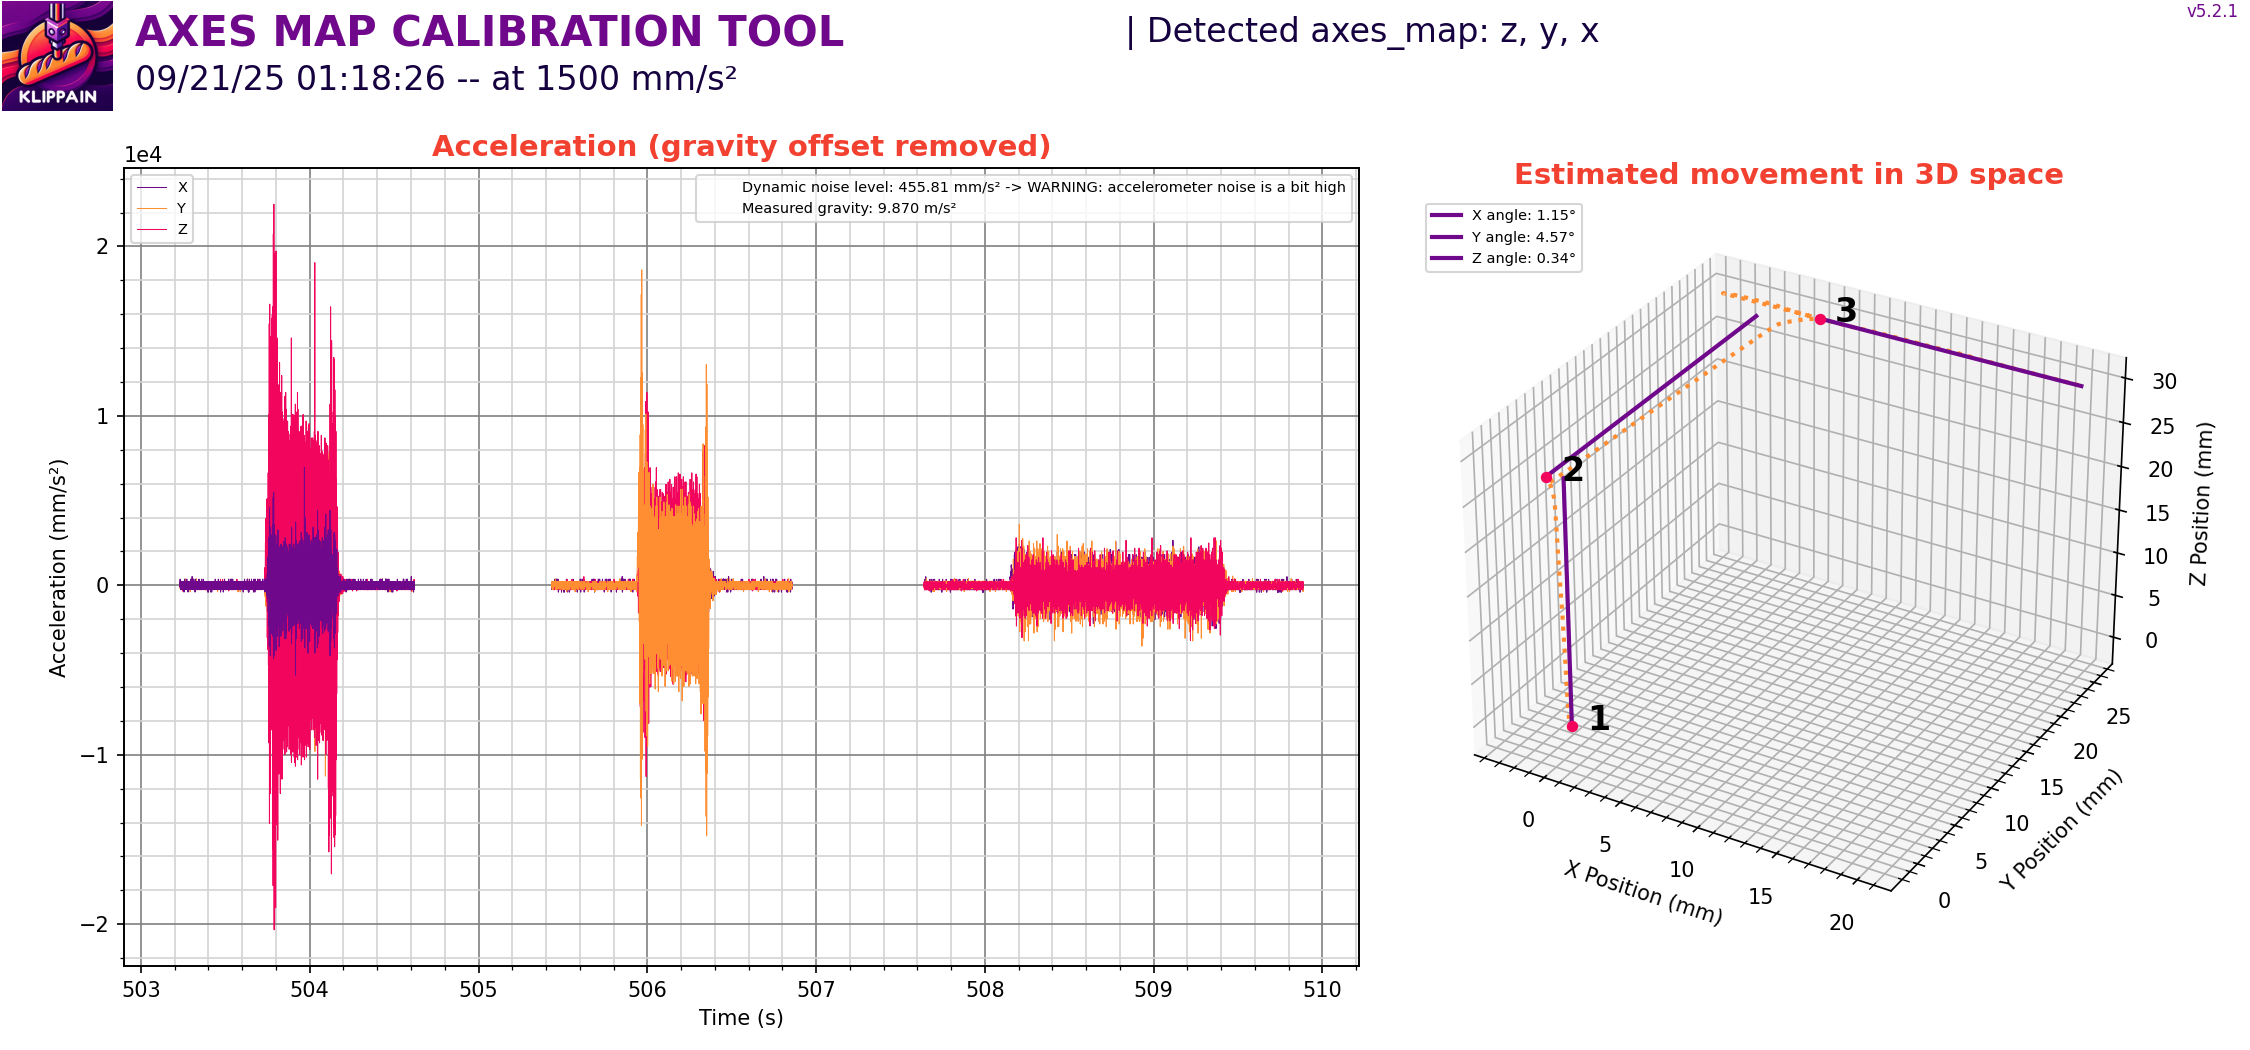 AXES MAP CALIBRATION TOOL
| Detected axes_map: z, y, x
v5.2.1
09/21/25 01:18:26 -- at 1500 mm/s²
KLIPPAIN
Acceleration (gravity offset removed)
1e4
X
Y
Z
Dynamic noise level: 455.81 mm/s² -> WARNING: accelerometer noise is a bit high
Measured gravity: 9.870 m/s²
2
1
0
−1
−2
Acceleration (mm/s²)
503 504 505 506 507 508 509 510
Time (s)
Estimated movement in 3D space
X angle: 1.15°
Y angle: 4.57°
Z angle: 0.34°
3
2
1
30
25
20
15
10
5
0
Z Position (mm)
25
20
15
10
5
0
Y Position (mm)
0
5
10
15
20
X Position (mm)